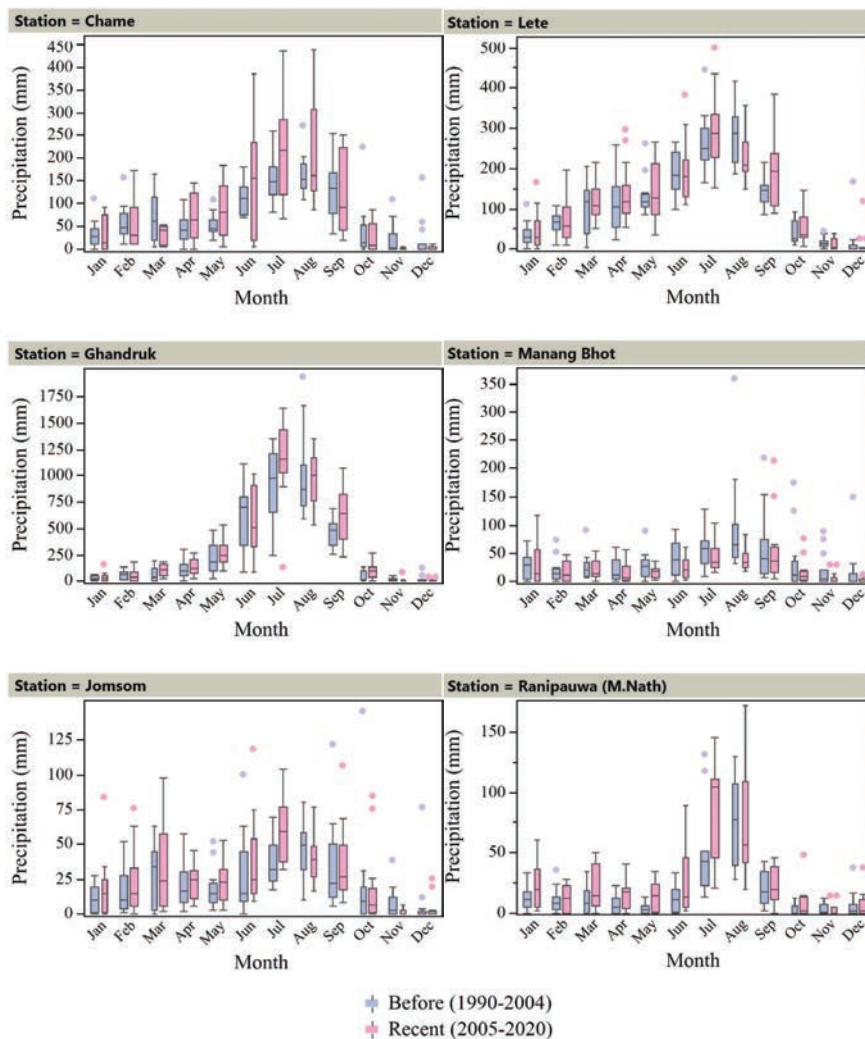 Station = Chame
Precipitation (mm)
450
450
350
300
250
150
150
100
50
0
Jan Feb Mar Apr May Jun Jul Aug Sep Oct Nov Dec
Month
Station = Lete
Precipitation (mm)
500
400
300
200
100
0
Jan Feb Mar Apr May Jun Jul Aug Sep Oct Nov Dec
Month
Station = Ghandruk
Precipitation (mm)
1750
1500
1250
1000
750
500
250
0
Jan Feb Mar Apr May Jun Jul Aug Sep Oct Nov Dec
Month
Station = Manang Bhot
Precipitation (mm)
350
300
250
200
150
100
50
0
Jan Feb Mar Apr May Jun Jul Aug Sep Oct Nov Dec
Month
Station = Jomsom
Precipitation (mm)
125
100
75
50
25
0
Jan Feb Mar Apr May Jun Jul Aug Sep Oct Nov Dec
Month
Station = Ranipauwa (M.Nath)
Precipitation (mm)
150
100
50
0
Jan Feb Mar Apr May Jun Jul Aug Sep Oct Nov Dec
Month
Before (1990-2004)
Recent (2005-2020)